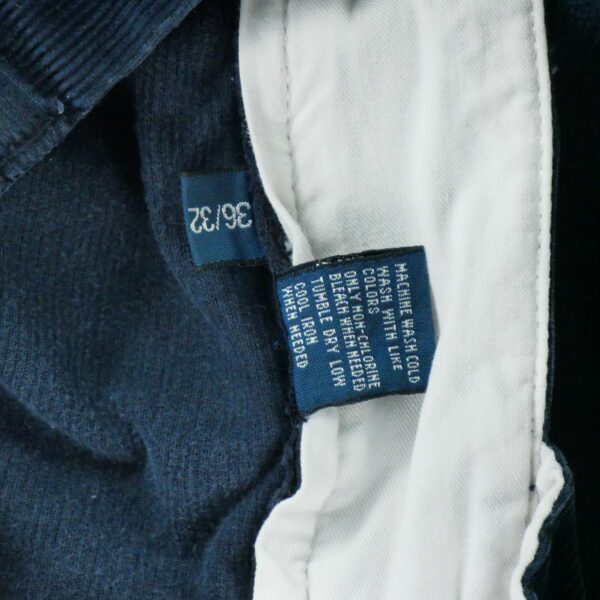 36/32
MACHINE WASH COLD
WASH WITH LIKE
COLORS
ONLY NON-CHLORINE
BLEACH WHEN NEEDED
TUMBLE DRY LOW
COOL IRON
WHEN NEEDED